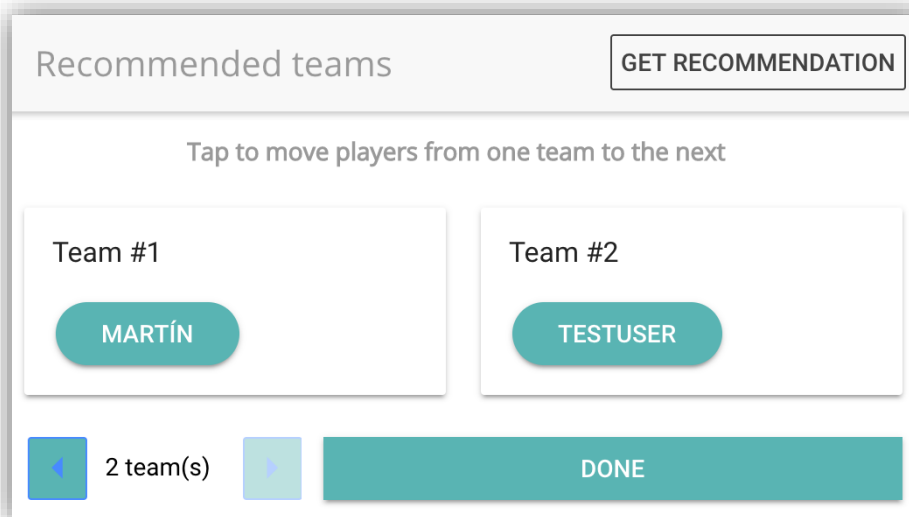 Recommended teams
GET RECOMMENDATION
Tap to move players from one team to the next
Team #1
MARTÍN
Team #2
TESTUSER
2 team(s)
DONE